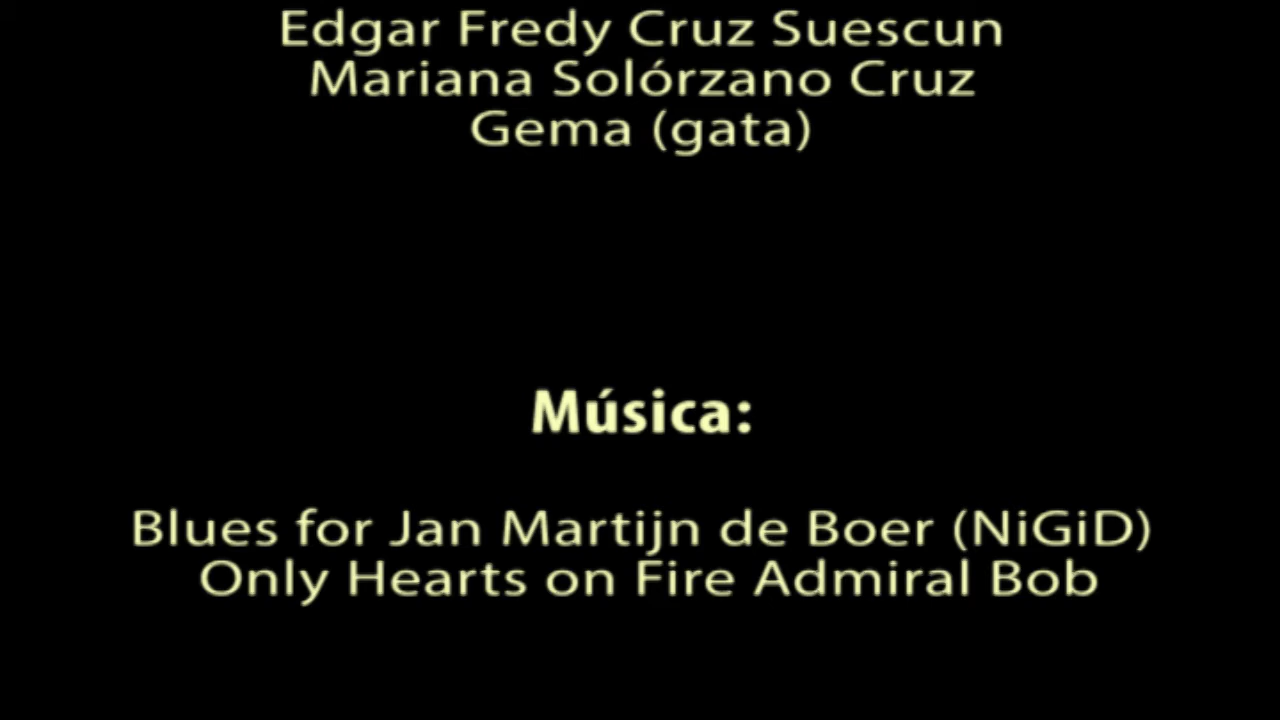 Edgar Fredy Cruz Suescun
Mariana Solórzano Cruz
Gema (gata)
Música:
Blues for Jan Martijn de Boer (NiGiD)
Only Hearts on Fire Admiral Bob